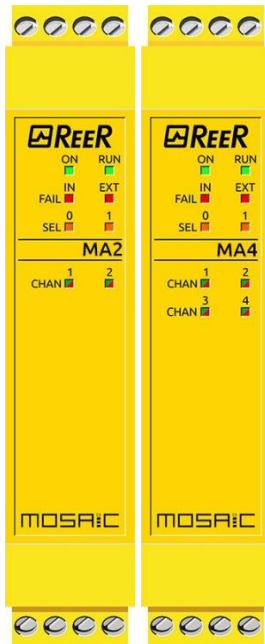 ReeR
ON RUN
IN EXT
FAIL
0 1
SEL
MA2
1 2
CHAN
MOSAIC
ReeR
ON RUN
IN EXT
FAIL
0 1
SEL
MA4
1 2
CHAN
3 4
CHAN
MOSAIC